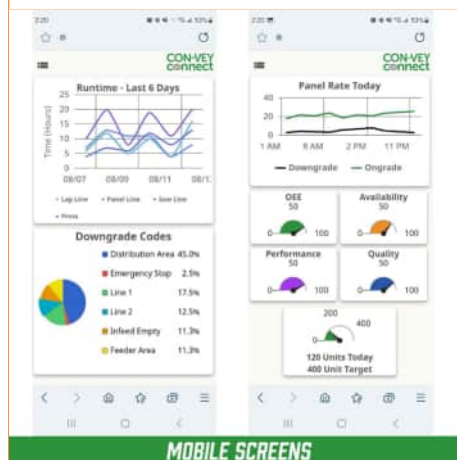 2:20
53%
CON-VEY
connect
Runtime - Last 6 Days
Time (Hours)
25
20
15
10
5
0
08/07 08/09 08/11
Lap Line Panel Line Saw Line
Press
Downgrade Codes
Distribution Area 45.0%
Emergency Stop 2.5%
Line 1 17.5%
Line 2 12.5%
Infeed Empty 11.3%
Feeder Area 11.3%
2:20
53%
CON-VEY
connect
Panel Rate Today
40
20
0
1 AM 8 AM 2 PM 11 PM
Downgrade Ongrade
OEE
50
0 100
Availability
50
0 100
Performance
50
0 100
Quality
50
0 100
200
400
0
120 Units Today
400 Unit Target
MOBILE SCREENS